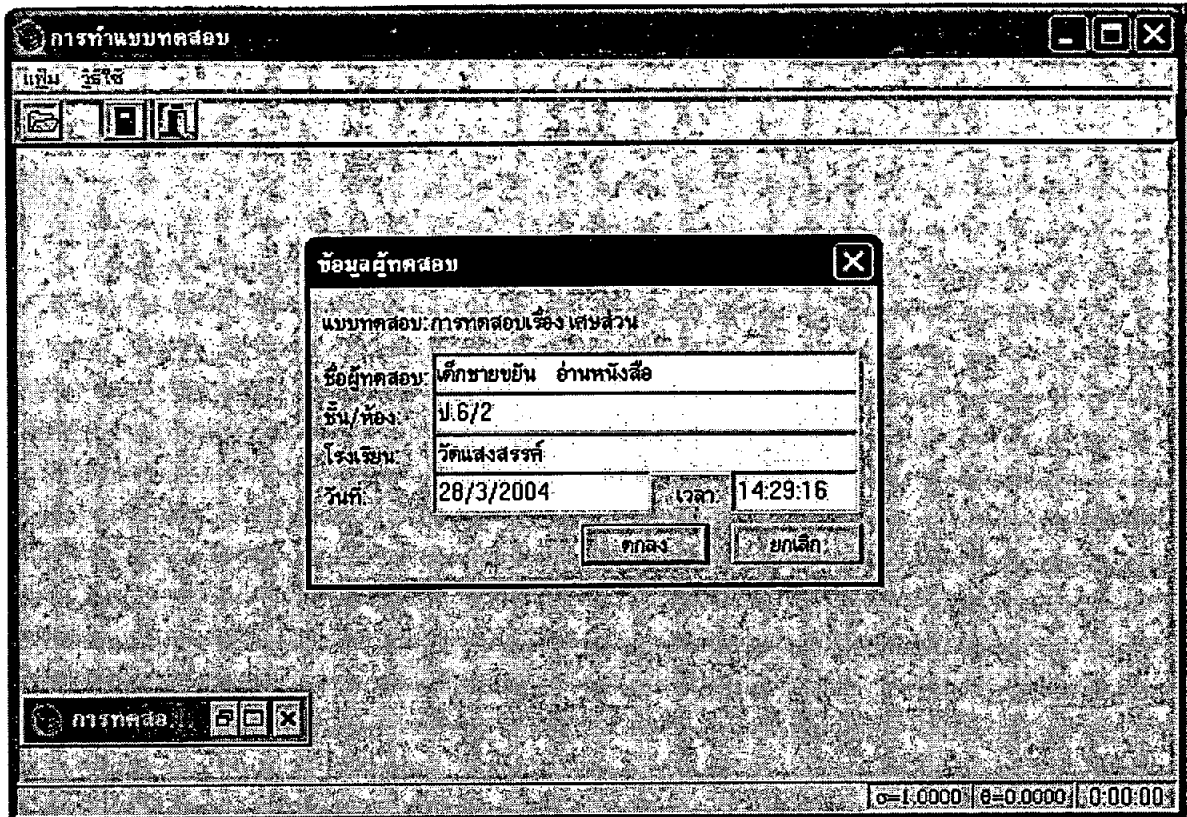 การทำแบบทดสอบ
แฟ้ม วิธีใช้
ข้อมูลผู้ทดสอบ
แบบทดสอบ: การทดสอบเรื่อง เศษส่วน
ชื่อผู้ทดสอบ: เด็กชายขยัน อ่านหนังสือ
ชั้น/ห้อง: ป.6/2
โรงเรียน: วัดแสงสรรค์
วันที่: 28/3/2004 เวลา: 14:29:16
ตกลง ยกเลิก
การทดสอ
σ=1.0000 θ=0.0000 0:00:00